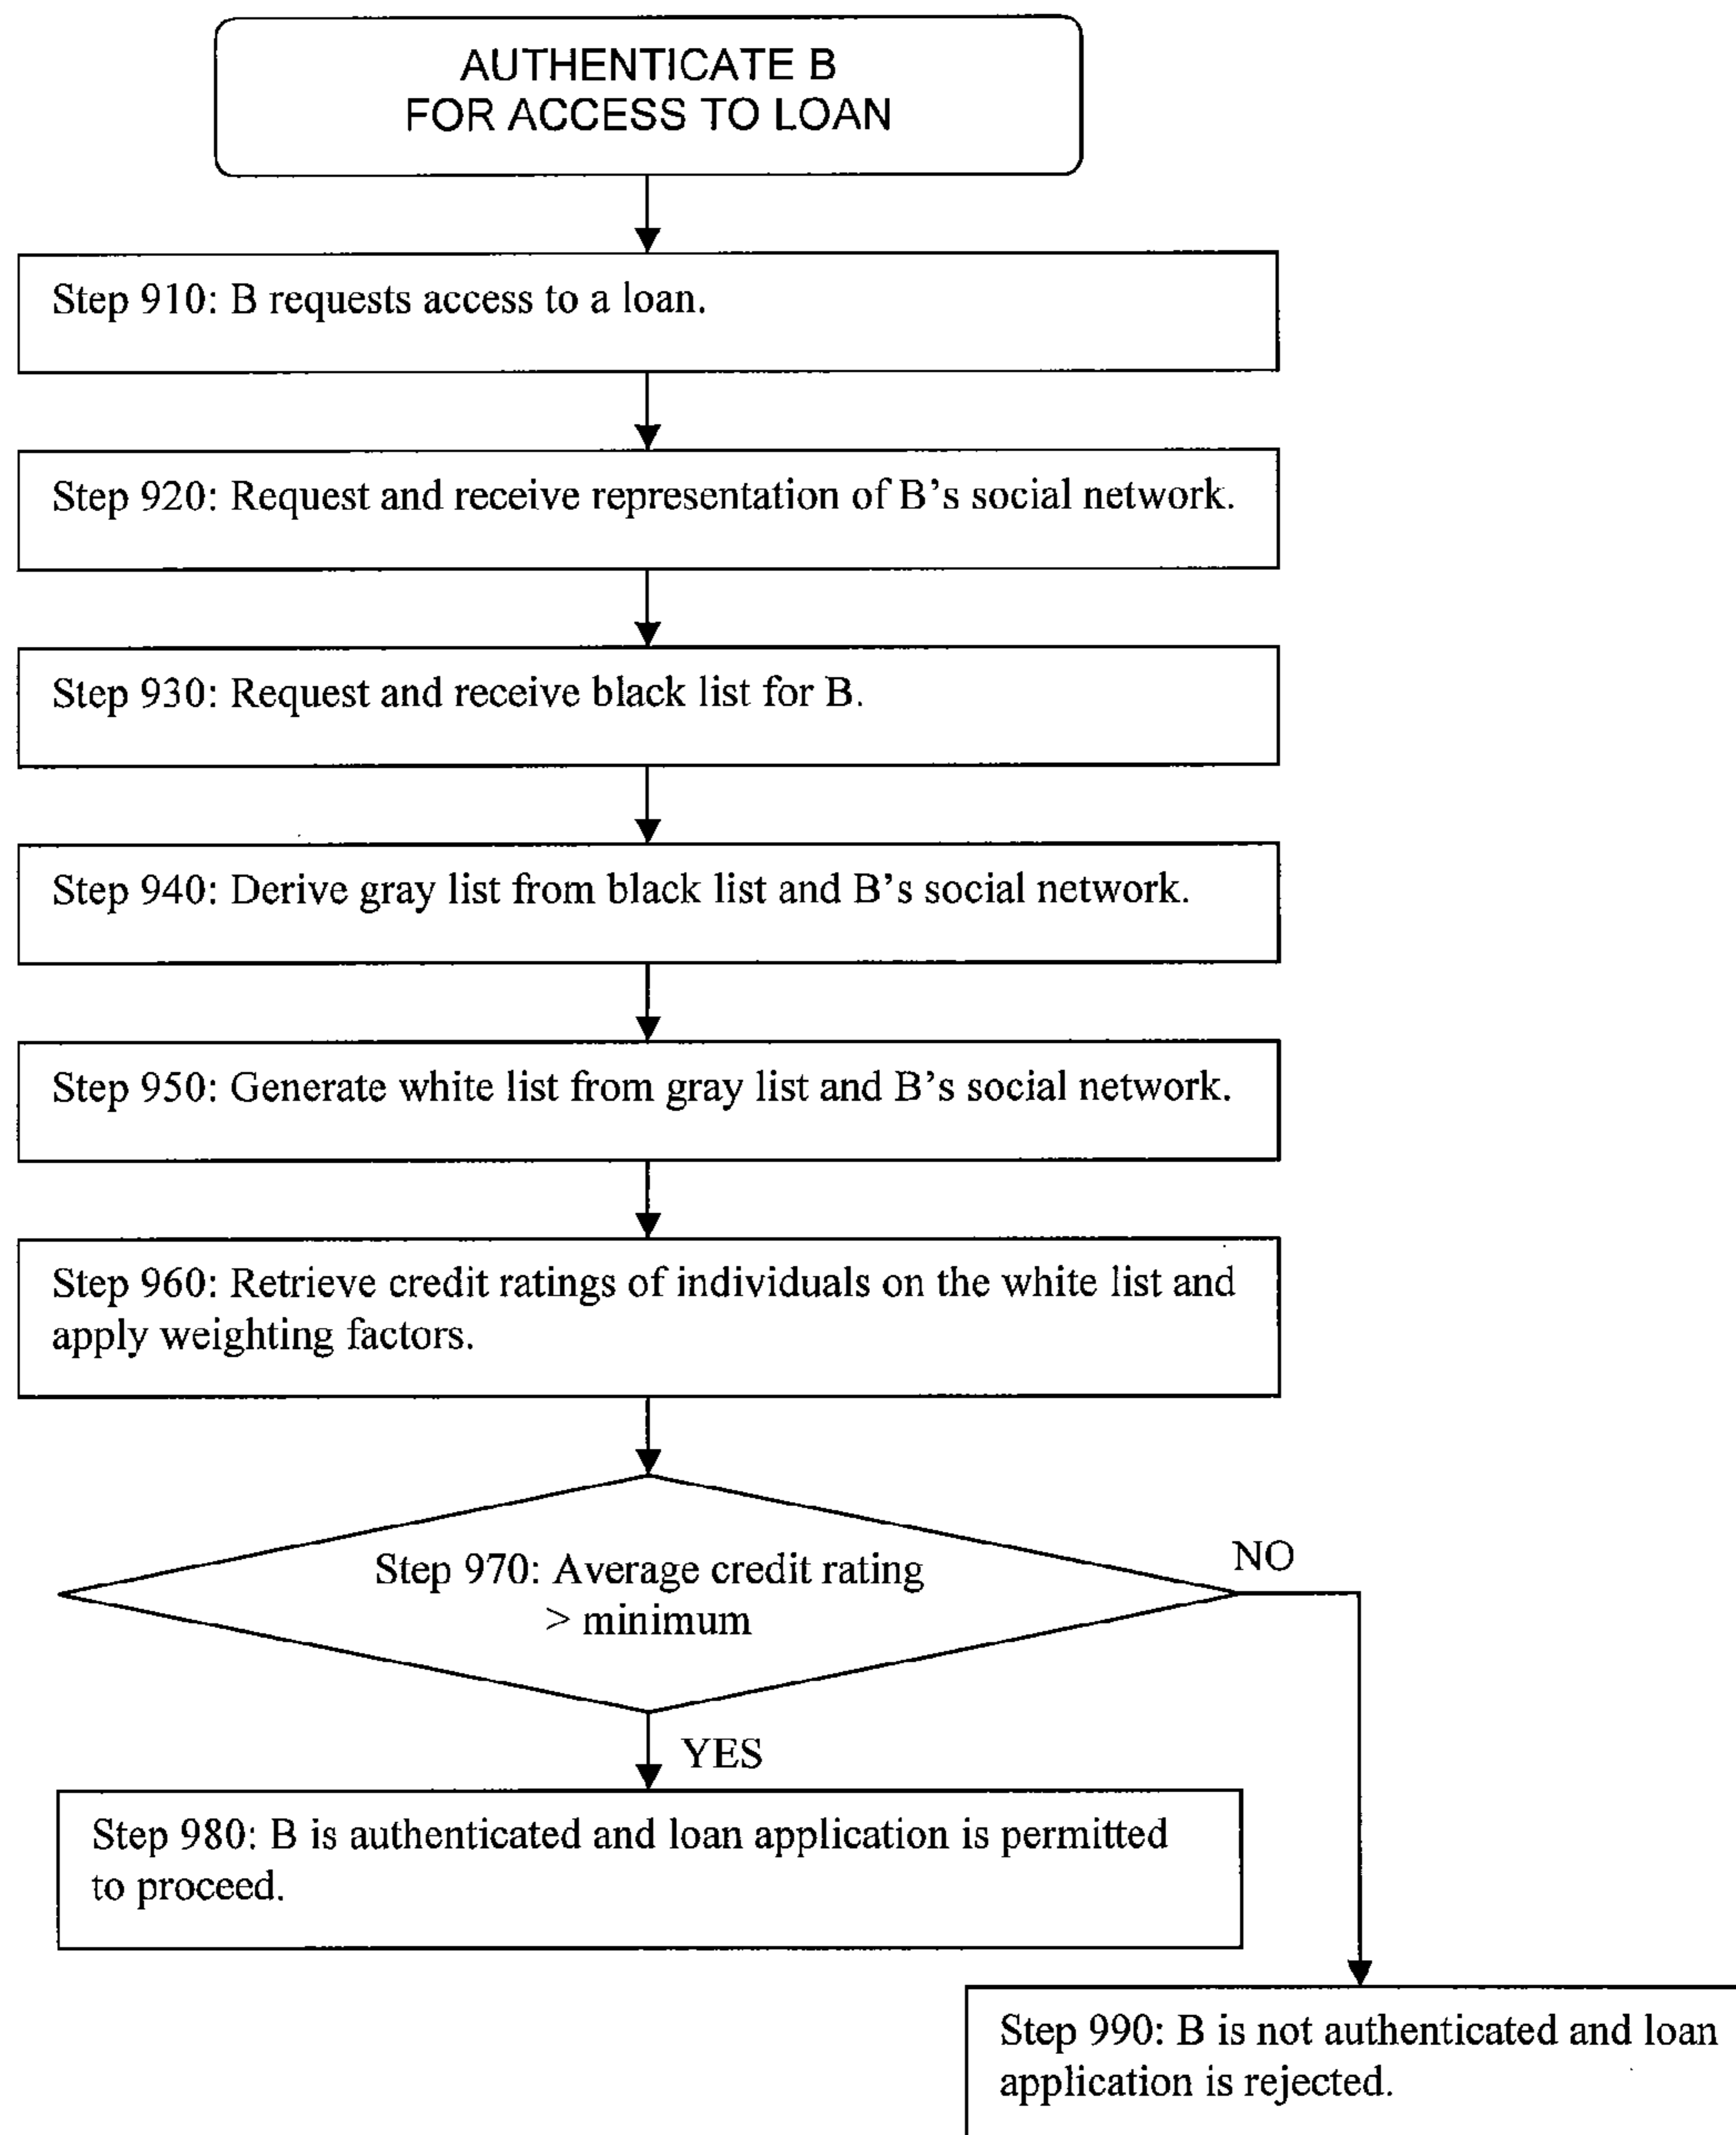 AUTHENTICATE B
FOR ACCESS TO LOAN
Step 910: B requests access to a loan.
Step 920: Request and receive representation of B's social network.
Step 930: Request and receive black list for B.
Step 940: Derive gray list from black list and B's social network.
Step 950: Generate white list from gray list and B's social network.
Step 960: Retrieve credit ratings of individuals on the white list and
apply weighting factors.
Step 970: Average credit rating
> minimum
NO
YES
Step 980: B is authenticated and loan application is permitted
to proceed.
Step 990: B is not authenticated and loan
application is rejected.